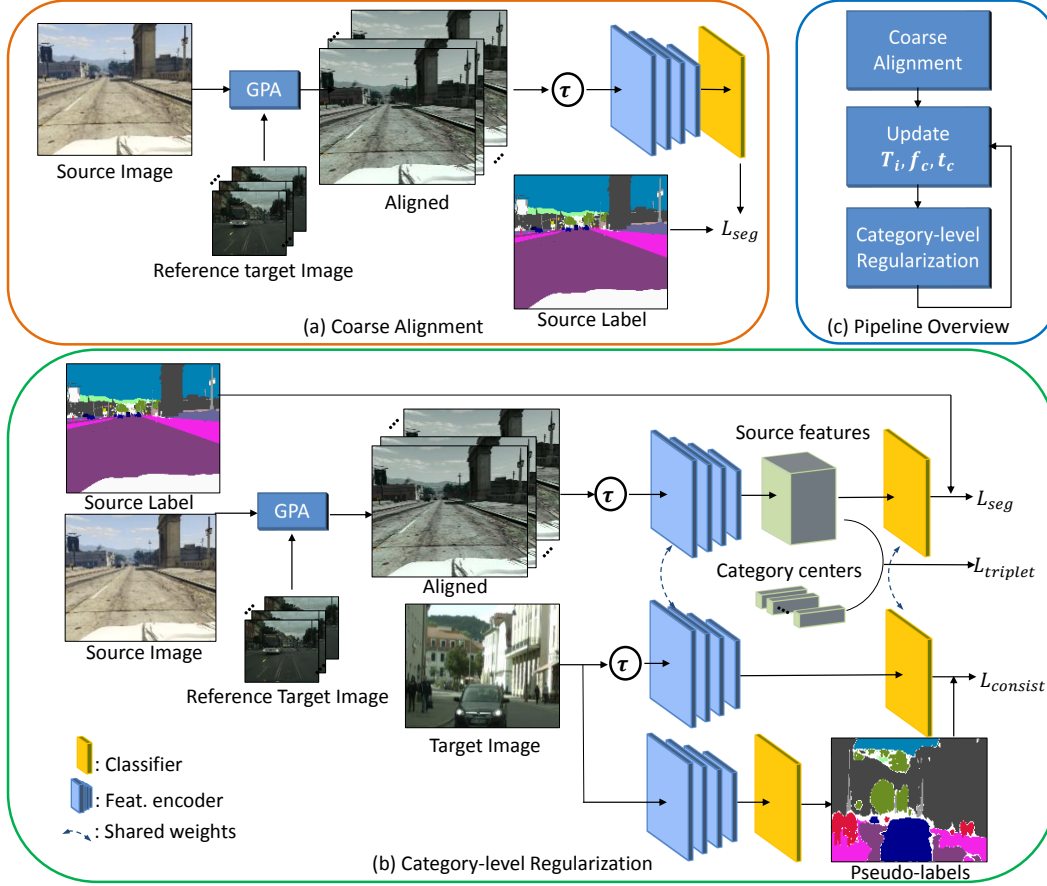 GPA
τ
Source Image
Aligned
Reference target Image
L_seg
Source Label
(a) Coarse Alignment
Coarse
Alignment
Update
T_i, f_c, t_c
Category-level
Regularization
(c) Pipeline Overview
Source Label
GPA
Source Image
Reference Target Image
Aligned
τ
Source features
L_seg
L_triplet
Category centers
τ
L_consist
Target Image
: Classifier
: Feat. encoder
: Shared weights
(b) Category-level Regularization
Pseudo-labels